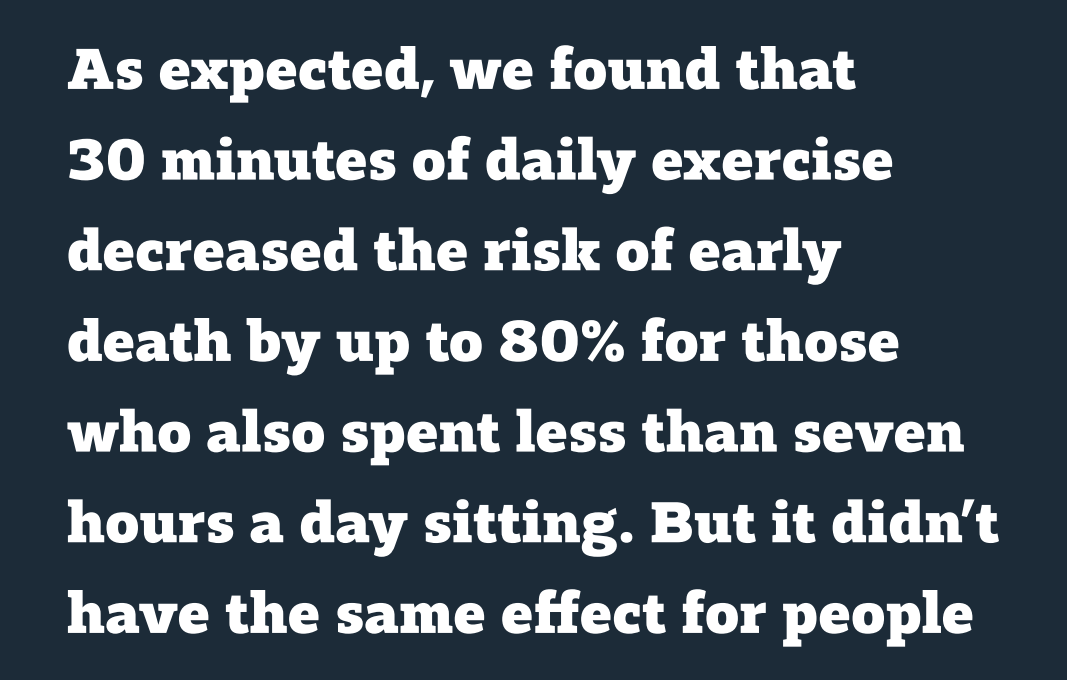 As expected, we found that
30 minutes of daily exercise
decreased the risk of early
death by up to 80% for those
who also spent less than seven
hours a day sitting. But it didn’t
have the same effect for people